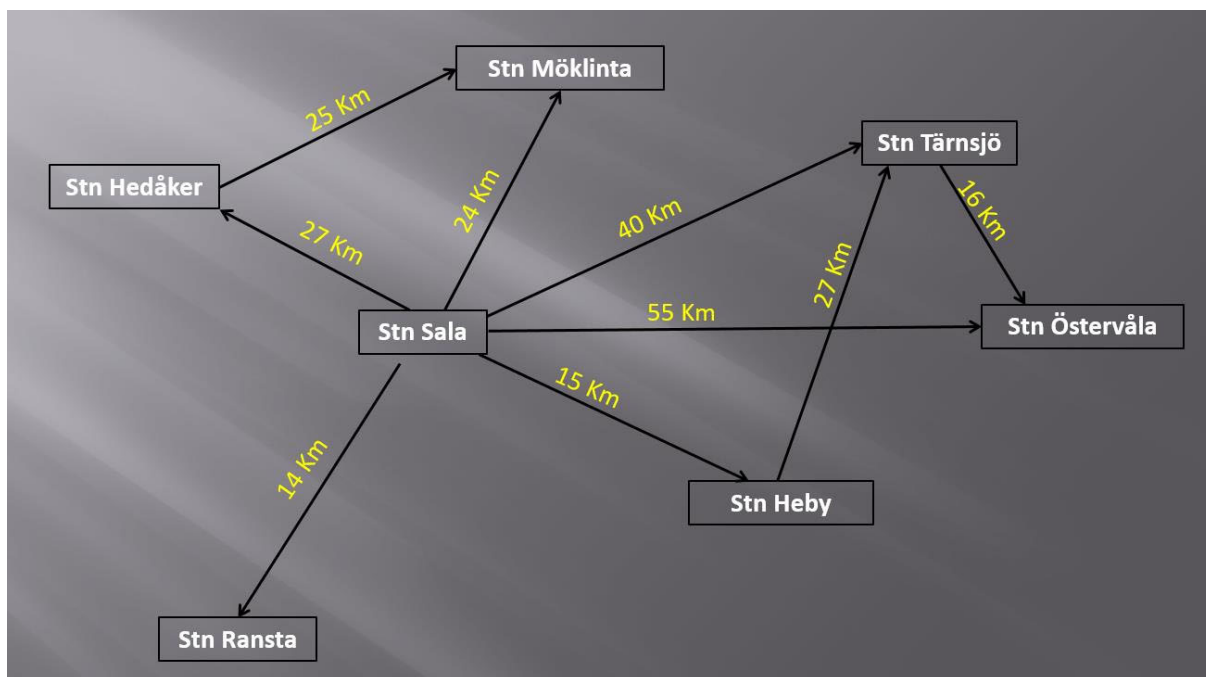 Stn Möklinta
25 Km
Stn Tärnsjö
Stn Hedåker
24 Km
16 Km
40 Km
27 Km
27 Km
55 Km
Stn Sala
Stn Östervåla
15 Km
14 Km
Stn Heby
Stn Ransta